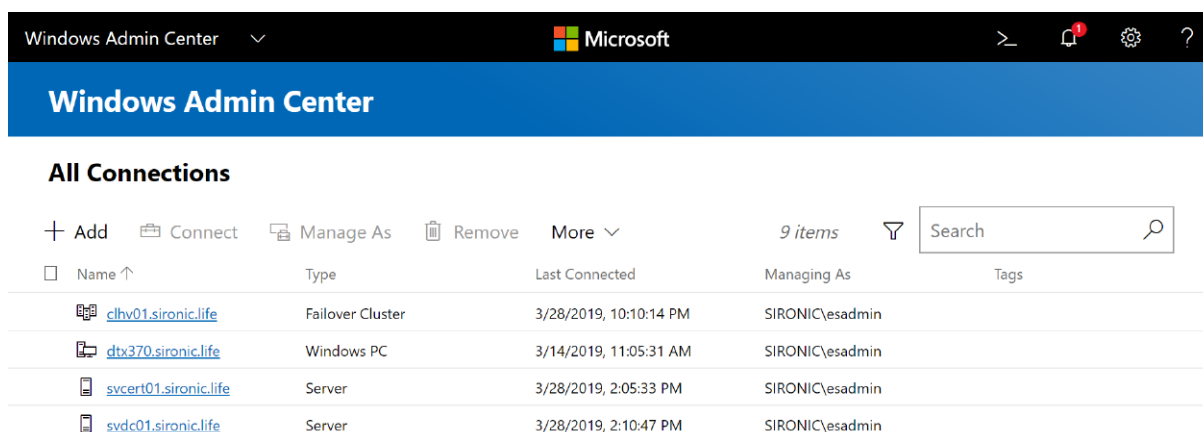 Windows Admin Center Microsoft >_ 1 ?
Windows Admin Center
All Connections
+ Add Connect Manage As Remove More 9 items Search
Name ↑ Type Last Connected Managing As Tags
clhv01.sironic.life Failover Cluster 3/28/2019, 10:10:14 PM SIRONIC\esadmin
dtx370.sironic.life Windows PC 3/14/2019, 11:05:31 AM SIRONIC\esadmin
svcert01.sironic.life Server 3/28/2019, 2:05:33 PM SIRONIC\esadmin
svdc01.sironic.life Server 3/28/2019, 2:10:47 PM SIRONIC\esadmin